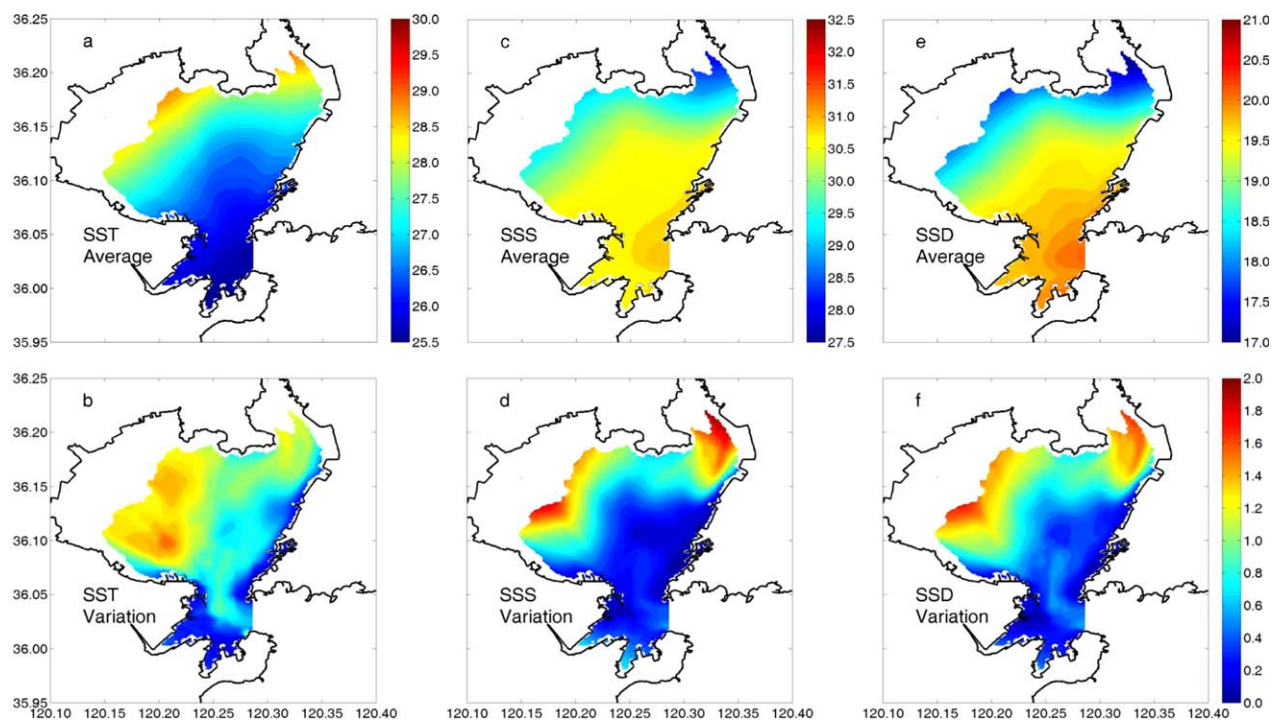 a
SST
Average
36.25
36.20
36.15
36.10
36.05
36.00
35.95
30.0
29.5
29.0
28.5
28.0
27.5
27.0
26.5
26.0
25.5
c
SSS
Average
32.5
32.0
31.5
31.0
30.5
30.0
29.5
29.0
28.5
28.0
27.5
e
SSD
Average
21.0
20.5
20.0
19.5
19.0
18.5
18.0
17.5
17.0
b
SST
Variation
36.25
36.20
36.15
36.10
36.05
36.00
35.95
120.10 120.15 120.20 120.25 120.30 120.35 120.40
d
SSS
Variation
120.10 120.15 120.20 120.25 120.30 120.35 120.40
f
SSD
Variation
120.10 120.15 120.20 120.25 120.30 120.35 120.40
2.0
1.8
1.6
1.4
1.2
1.0
0.8
0.6
0.4
0.2
0.0